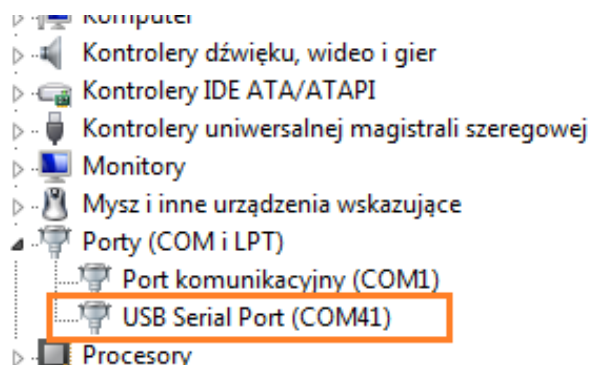 Komputer
Kontrolery dźwięku, wideo i gier
Kontrolery IDE ATA/ATAPI
Kontrolery uniwersalnej magistrali szeregowej
Monitory
Mysz i inne urządzenia wskazujące
Porty (COM i LPT)
Port komunikacyjny (COM1)
USB Serial Port (COM41)
Procesory